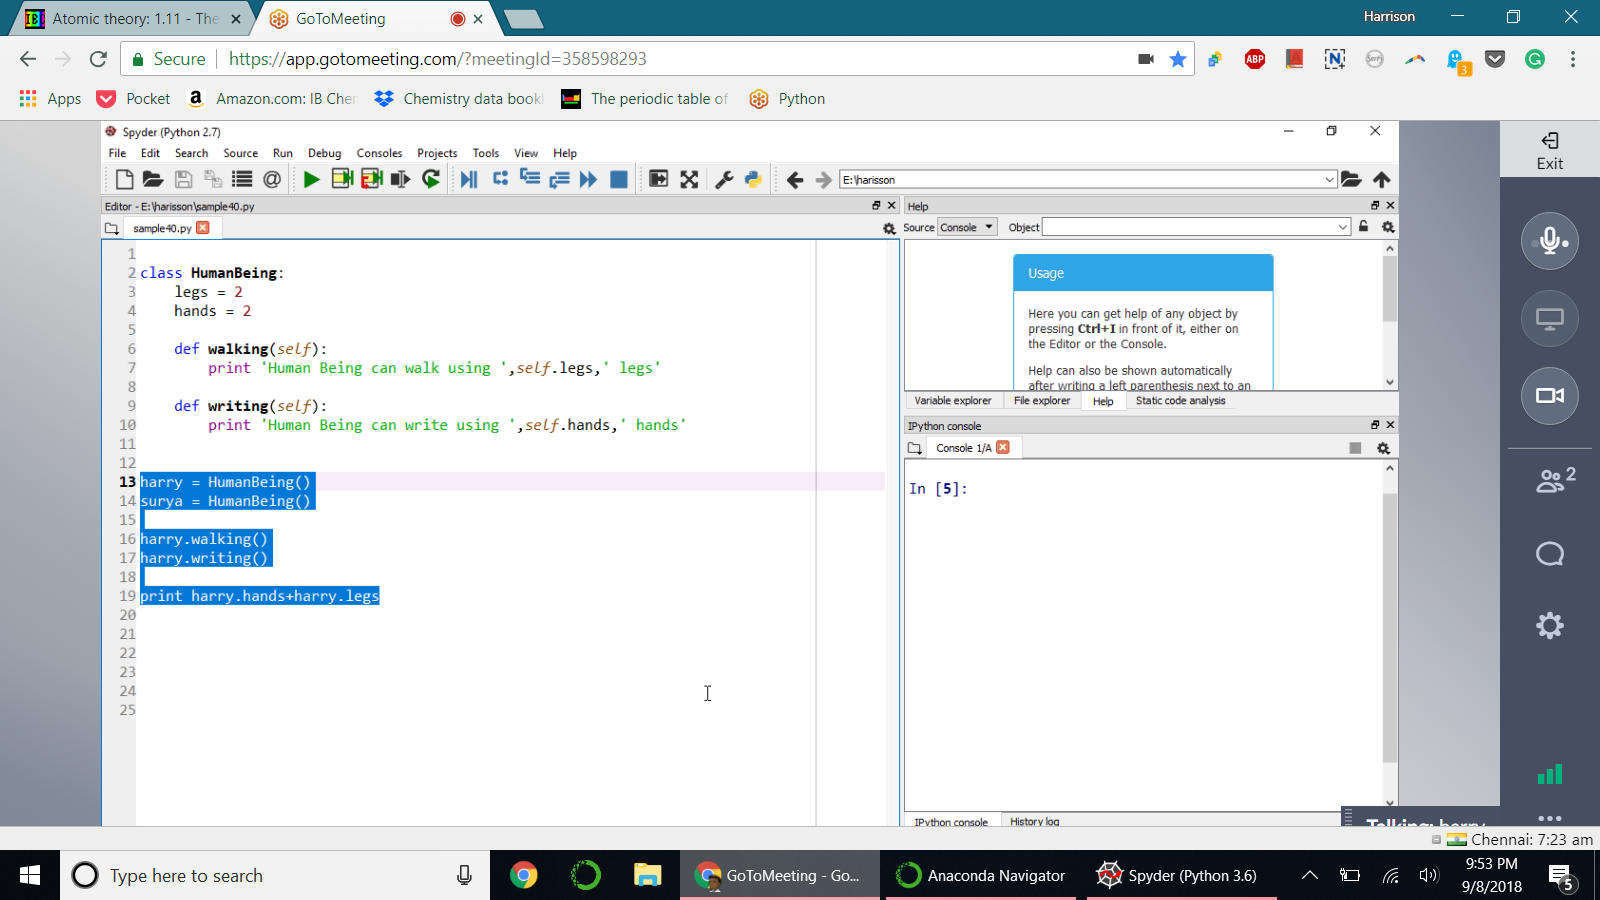 Atomic theory: 1.11 - The
GoToMeeting
Harrison
Secure
https://app.gotomeeting.com/?meetingId=358598293
ABP
3
Apps
Pocket
Amazon.com: IB Cher
Chemistry data book
The periodic table of
Python
Spyder (Python 2.7)
File Edit Search Source Run Debug Consoles Projects Tools View Help
E:\harisson
Editor - E:\harisson\sample40.py
sample40.py
1
2 class HumanBeing:
3 legs = 2
4 hands = 2
5
6 def walking(self):
7 print 'Human Being can walk using ',self.legs,' legs'
8
9 def writing(self):
10 print 'Human Being can write using ',self.hands,' hands'
11
12
13 harry = HumanBeing()
14 surya = HumanBeing()
15
16 harry.walking()
17 harry.writing()
18
19 print harry.hands+harry.legs
20
21
22
23
24
25
Help
Source Console Object
Usage
Here you can get help of any object by
pressing Ctrl+I in front of it, either on
the Editor or the Console.
Help can also be shown automatically
after writing a left parenthesis next to an
Variable explorer File explorer Help Static code analysis
IPython console
Console 1/A
In [5]:
IPython console History log
Exit
2
Talking: harry
Chennai: 7:23 am
Type here to search
GoToMeeting - Go...
Anaconda Navigator
Spyder (Python 3.6)
9:53 PM
9/8/2018
5